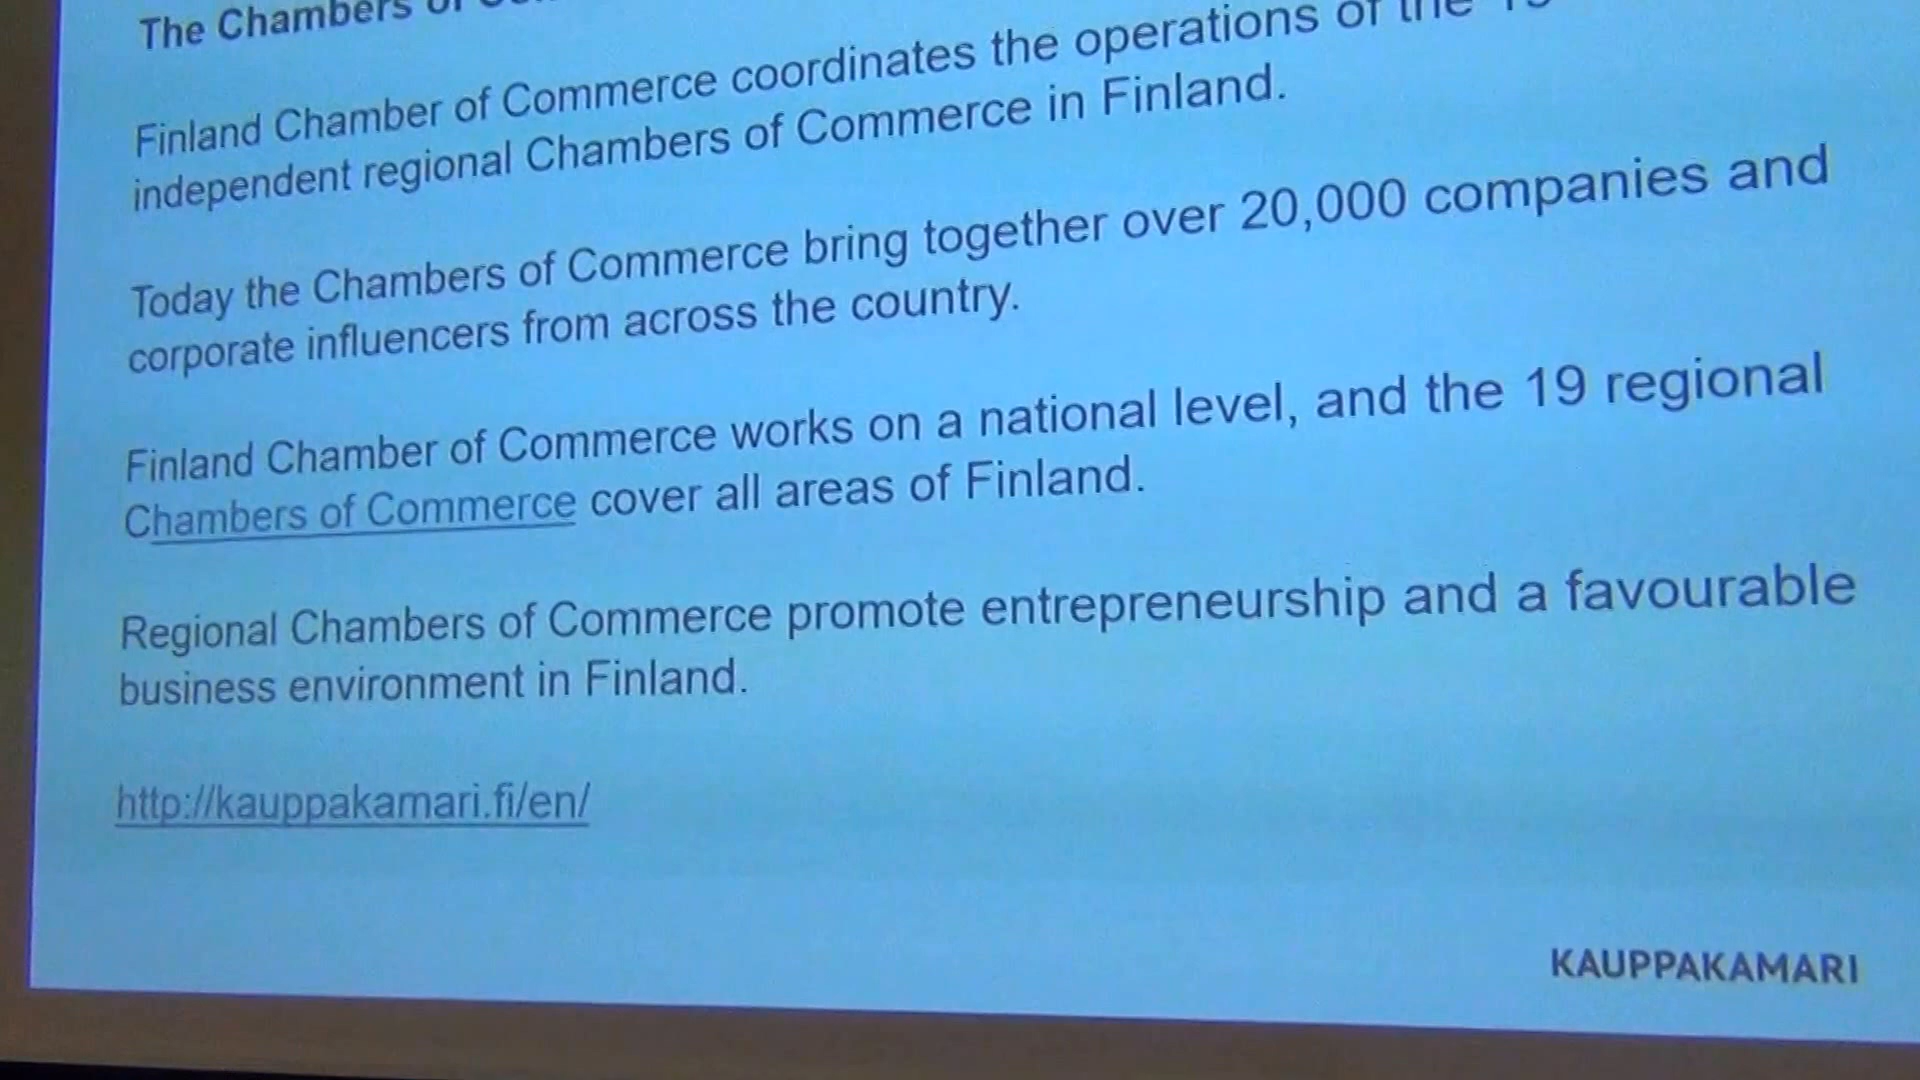 The Chambers of
Finland Chamber of Commerce coordinates the operations of the
independent regional Chambers of Commerce in Finland.
Today the Chambers of Commerce bring together over 20,000 companies and
corporate influencers from across the country.
Finland Chamber of Commerce works on a national level, and the 19 regional
Chambers of Commerce cover all areas of Finland.
Regional Chambers of Commerce promote entrepreneurship and a favourable
business environment in Finland.
http://kauppakamari.fi/en/
KAUPPAKAMARI